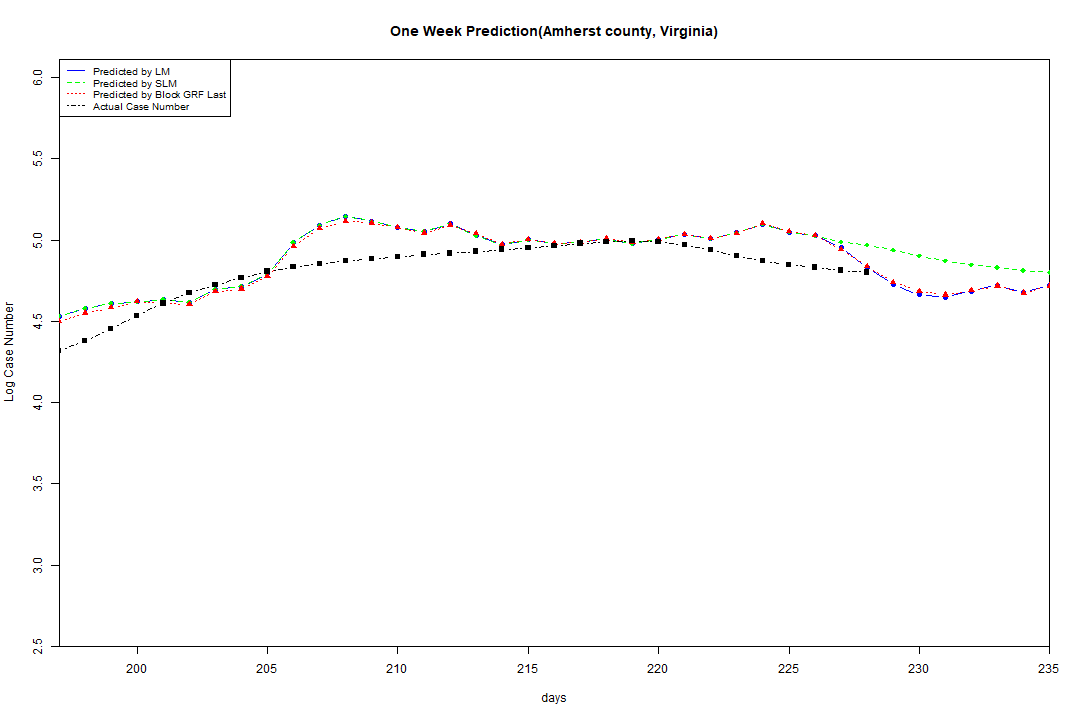 One Week Prediction(Amherst county, Virginia)
Predicted by LM
Predicted by SLM
Predicted by Block GRF Last
Actual Case Number
6.0
5.5
5.0
4.5
4.0
3.5
3.0
2.5
Log Case Number
200 205 210 215 220 225 230 235
days